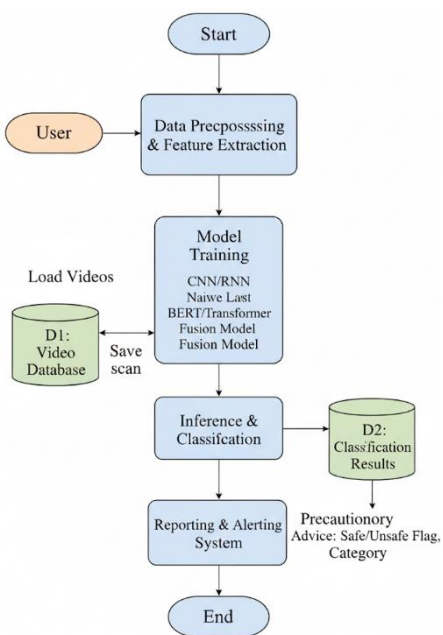 Start
User
Data Precposssing
& Feature Extraction
Model
Training
CNN/RNN
Naiwe Last
BERT/Transformer
Fusion Model
Fusion Model
Load Videos
D1:
Video
Database
Save
scan
Inference &
Classifcation
D2:
Classification
Results
Reporting & Alerting
System
Precautionory
Advice: Safe/Unsafe Flag,
Category
End